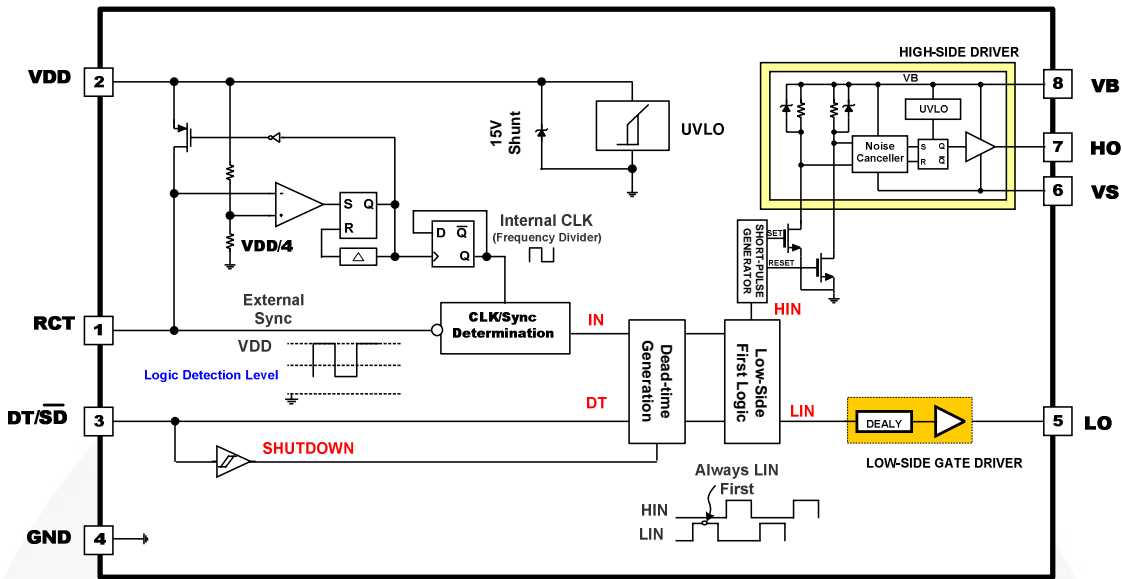 HIGH-SIDE DRIVER
VDD
2
VB
8
VB
UVLO
15V
Shunt
UVLO
Noise
Canceller
S Q
R Q̅
7
HO
6
VS
-
+
S Q
R
VDD/4
△
D Q̅
Q
Internal CLK
(Frequency Divider)
SHORT-PULSE
GENERATOR
SET
RESET
RCT
1
External
Sync
CLK/Sync
Determination
IN
HIN
VDD
Logic Detection Level
Dead-time
Generation
Low-Side
First Logic
DT/S̅D̅
3
DT
LIN
DEALY
5
LO
SHUTDOWN
LOW-SIDE GATE DRIVER
Always LIN
First
HIN
LIN
GND
4